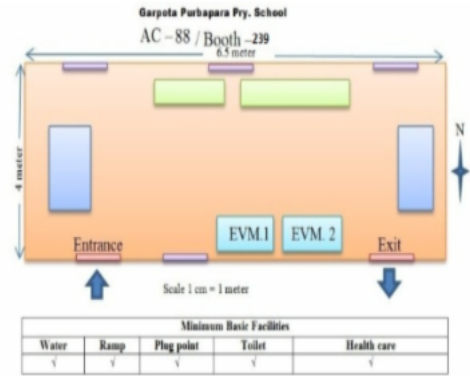 Garpota Purbapara Pry. School
AC – 88 / Booth –239
6.5 meter
4 meter
N
EVM.1 EVM. 2
Entrance Exit
Scale 1 cm = 1 meter
Minimum Basic Facilities
Water Ramp Plug point Toilet Health care
√ √ √ √ √